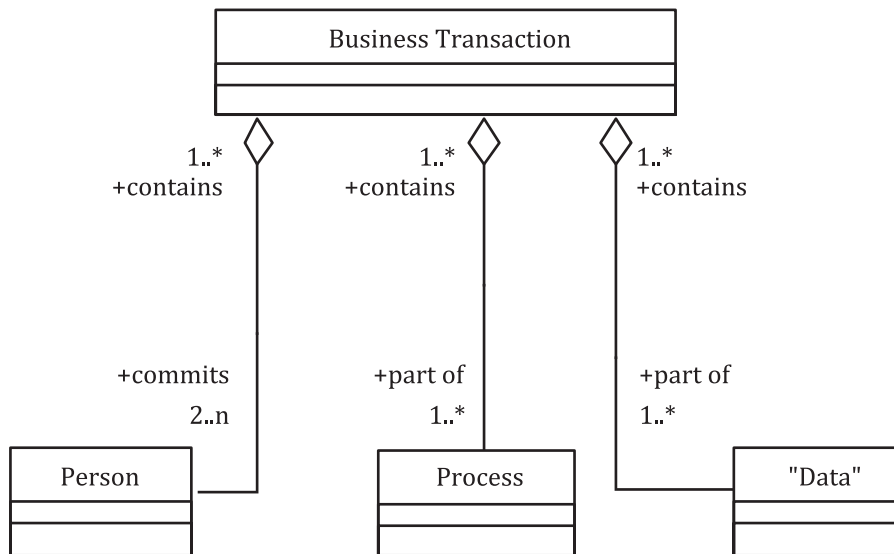 Business Transaction
1..*
+contains
1..*
+contains
1..*
+contains
+commits
2..n
+part of
1..*
+part of
1..*
Person
Process
"Data"